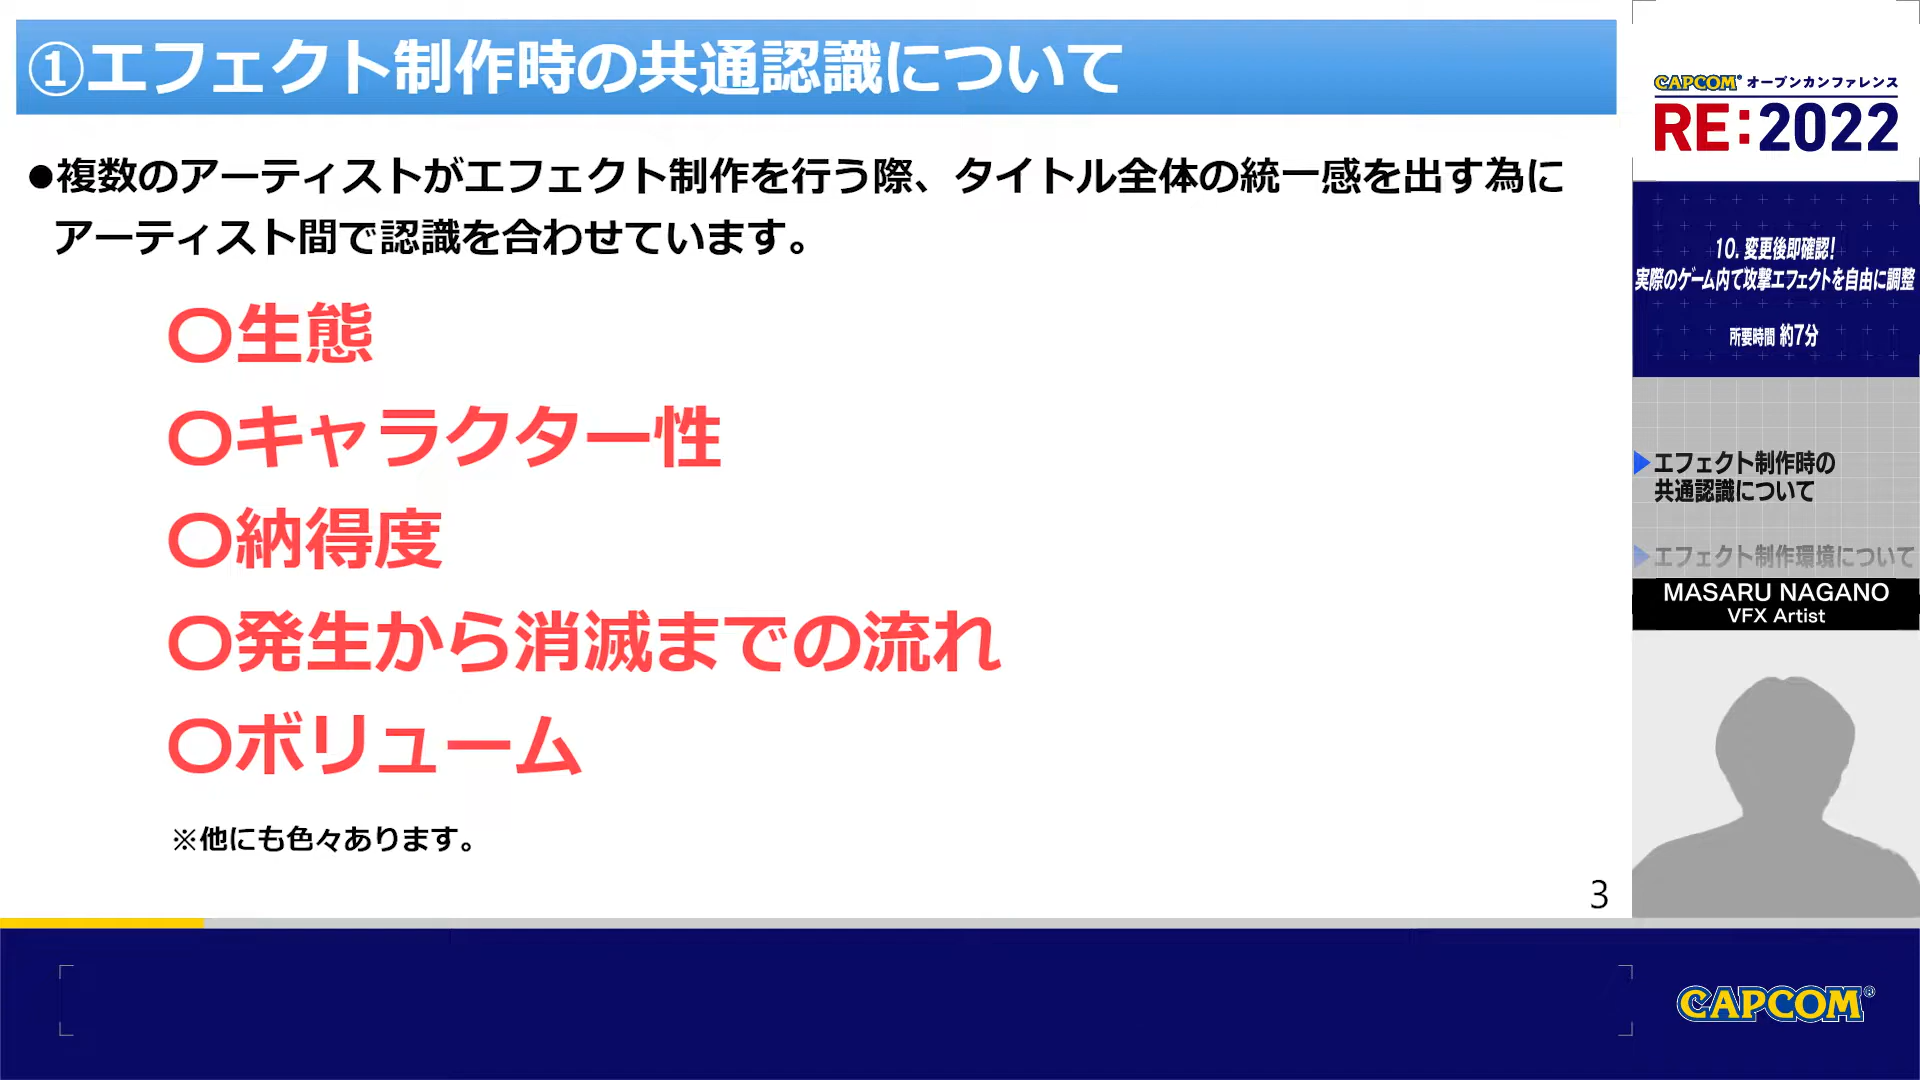 ①エフェクト制作時の共通認識について
●複数のアーティストがエフェクト制作を行う際、タイトル全体の統一感を出す為に
アーティスト間で認識を合わせています。
〇生態
〇キャラクター性
〇納得度
〇発生から消滅までの流れ
〇ボリューム
※他にも色々あります。
3
CAPCOM® オープンカンファレンス
RE:2022
10. 変更後即確認!
実際のゲーム内で攻撃エフェクトを自由に調整
所要時間 約7分
▶エフェクト制作時の
共通認識について
▶エフェクト制作環境について
MASARU NAGANO
VFX Artist
CAPCOM®